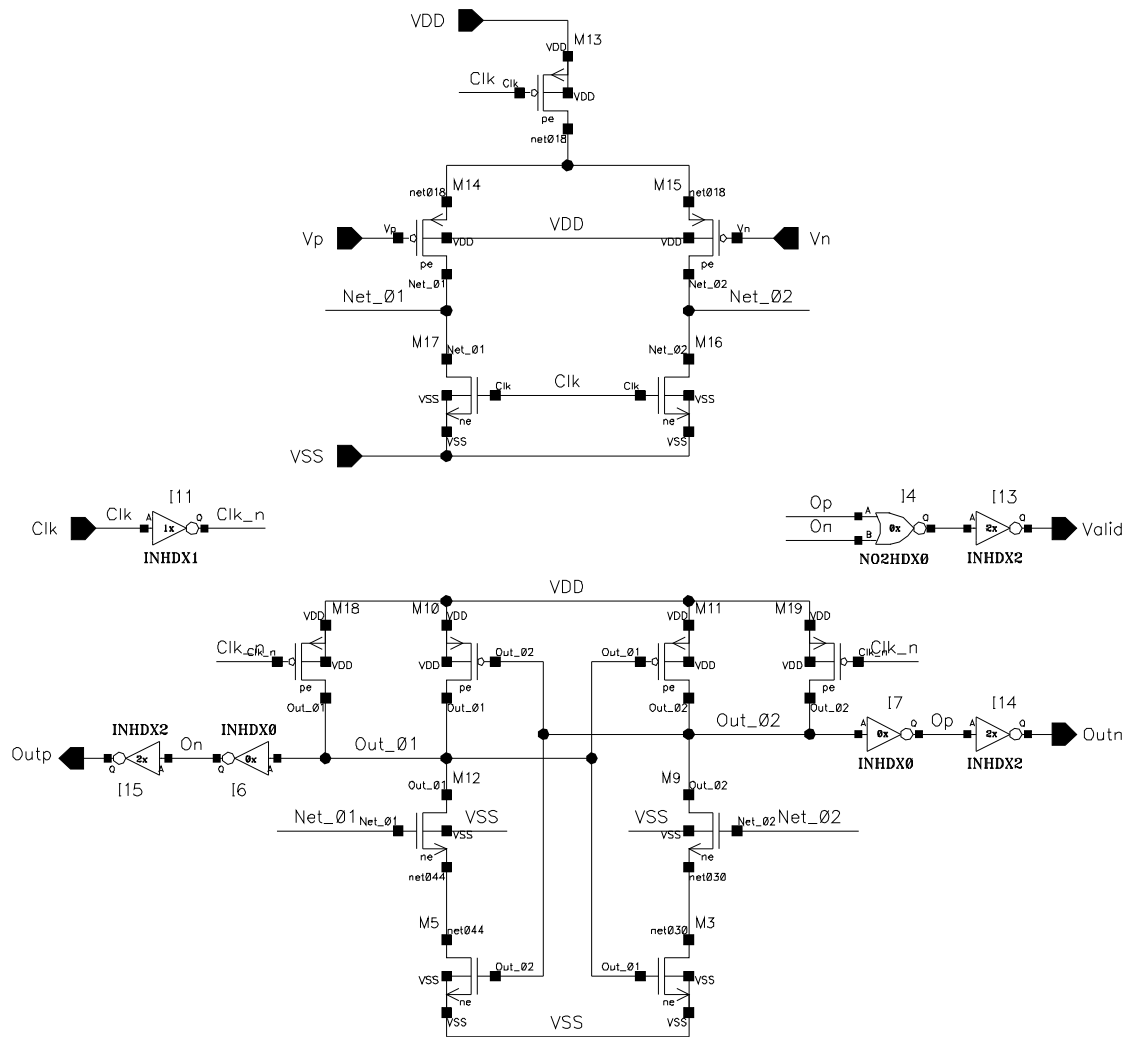 VDD
M13
VDD
Clk
Clk
VDD
pe
net018
M14
M15
net018
net018
Vp
Vp
VDD
VDD
VDD
Vn
Vn
pe
pe
Net_01
Net_02
Net_01
Net_02
M17
M16
Net_01
Net_02
Clk
Clk
Clk
VSS
VSS
ne
ne
VSS
VSS
VSS
I11
Clk
Clk
A
1x
Q
Clk_n
INHDX1
Op
On
A
B
I4
0x
Q
NO2HDX0
I13
A
2x
Q
INHDX2
Valid
VDD
M18
M10
M11
M19
VDD
VDD
VDD
VDD
Clk_n
Clk_n
Out_02
Out_01
Clk_n
Clk_n
VDD
VDD
VDD
VDD
pe
pe
pe
pe
Out_01
Out_01
Out_02
Out_02
Outp
INHDX2
Q
2x
A
I15
On
INHDX0
Q
0x
A
I6
Out_01
Out_02
I7
A
0x
Q
INHDX0
Op
I14
A
2x
Q
INHDX2
Outn
M12
M9
Out_01
Out_02
Net_01
Net_01
VSS
VSS
VSS
VSS
Net_02
Net_02
ne
ne
net044
net030
M5
M3
net044
net030
Out_02
Out_01
VSS
VSS
ne
ne
VSS
VSS
VSS